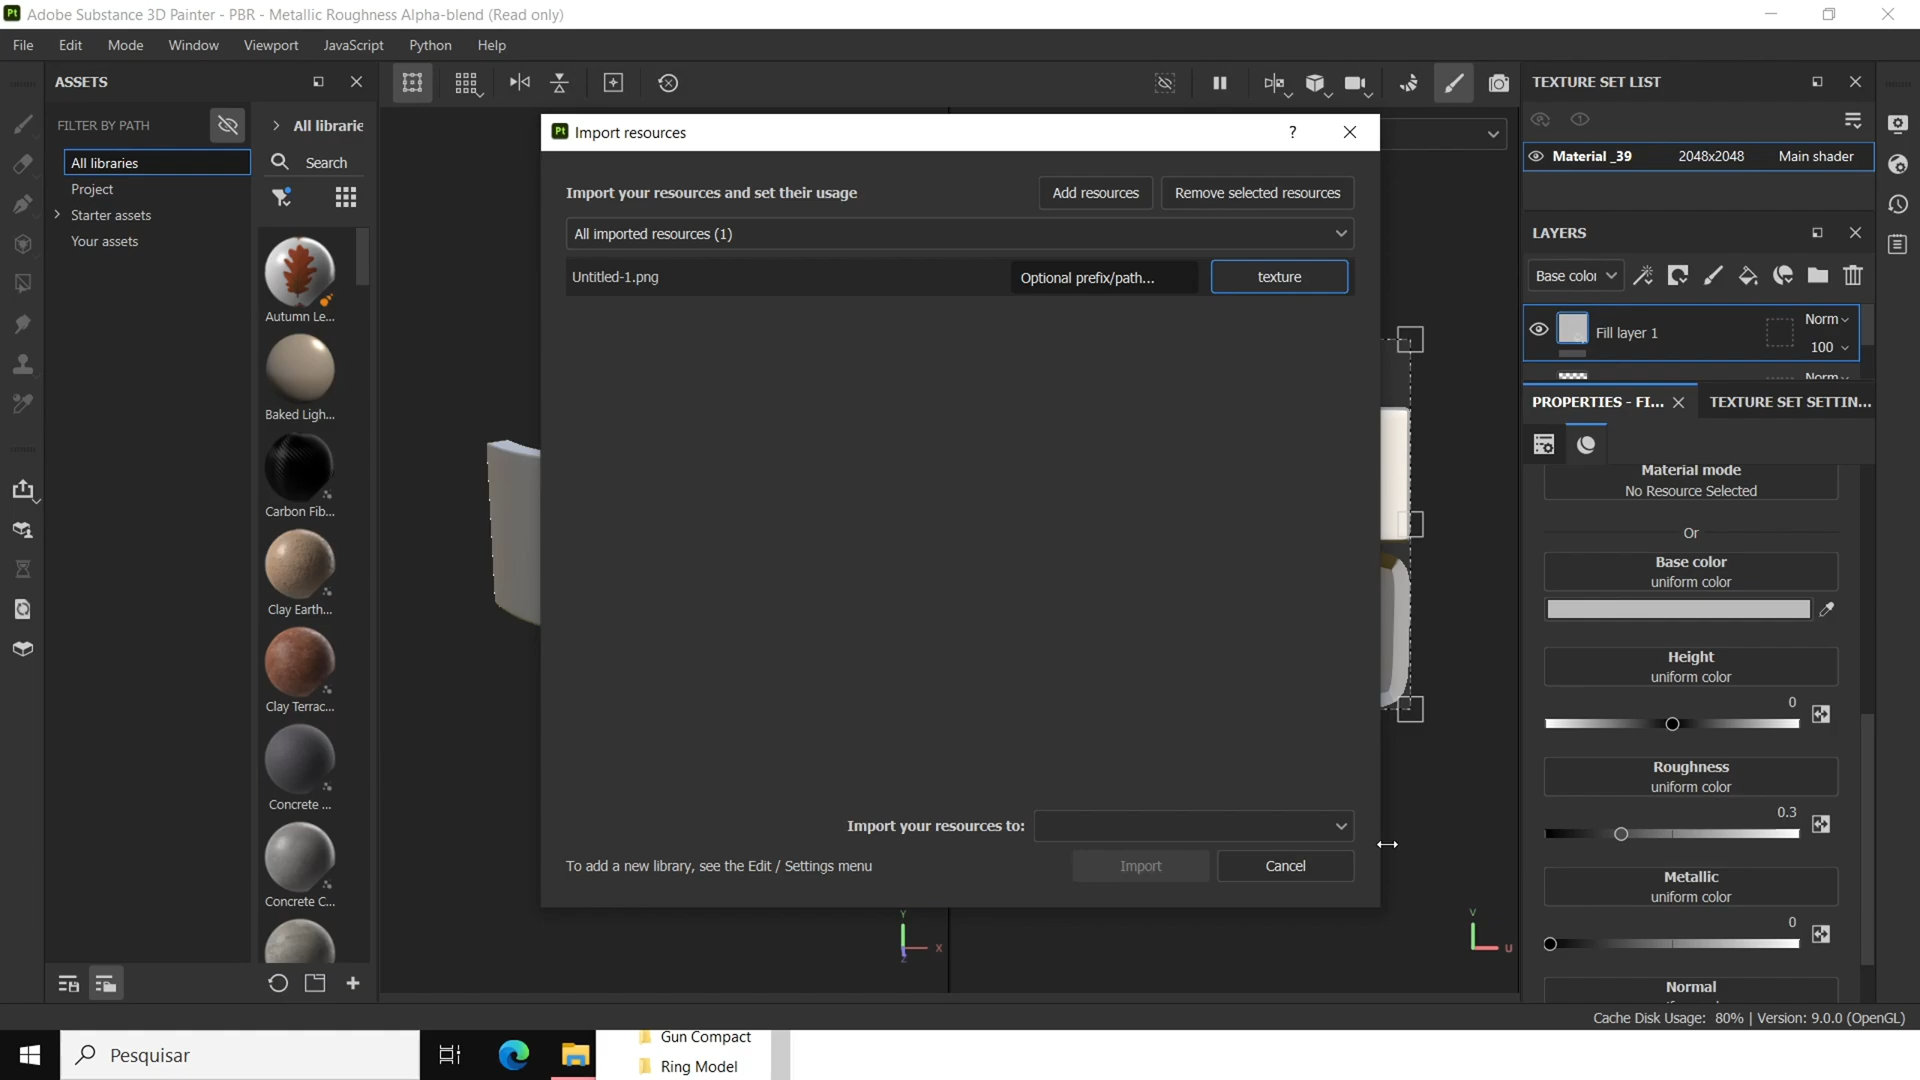 Pt Adobe Substance 3D Painter - PBR - Metallic Roughness Alpha-blend (Read only)
File Edit Mode Window Viewport JavaScript Python Help
ASSETS
FILTER BY PATH
All libraries
Project
Starter assets
Your assets
All librarie
Search
Autumn Le...
Baked Ligh...
Carbon Fib...
Clay Earth...
Clay Terrac...
Concrete ...
Concrete C...
Pt Import resources
?
Import your resources and set their usage
Add resources
Remove selected resources
All imported resources (1)
Untitled-1.png
Optional prefix/path...
texture
Import your resources to:
To add a new library, see the Edit / Settings menu
Import
Cancel
Y
X
Z
V
U
TEXTURE SET LIST
Material _39 2048x2048 Main shader
LAYERS
Base color
Fill layer 1
Norm
100
Norm
PROPERTIES - FI...
TEXTURE SET SETTIN...
Material mode
No Resource Selected
Or
Base color
uniform color
Height
uniform color
0
Roughness
uniform color
0.3
Metallic
uniform color
0
Normal
Cache Disk Usage: 80% | Version: 9.0.0 (OpenGL)
Pesquisar
Gun Compact
Ring Model